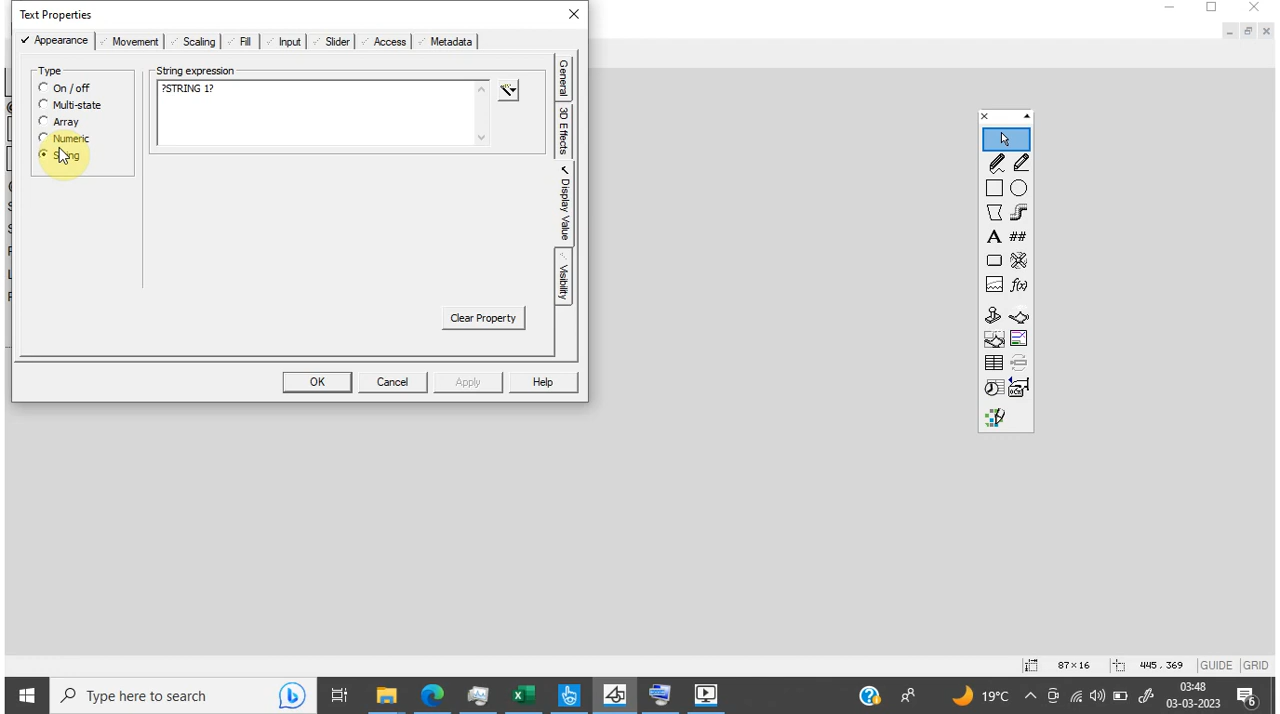 Text Properties
Appearance Movement Scaling Fill Input Slider Access Metadata
Type
On / off
Multi-state
Array
Numeric
String expression
?STRING 1?
General
3D Effects
Display Value
Visibility
Clear Property
OK Cancel Apply Help
A ##
f(x)
87×16 445,369 GUIDE GRID
Type here to search
19°C
03:48
03-03-2023
6